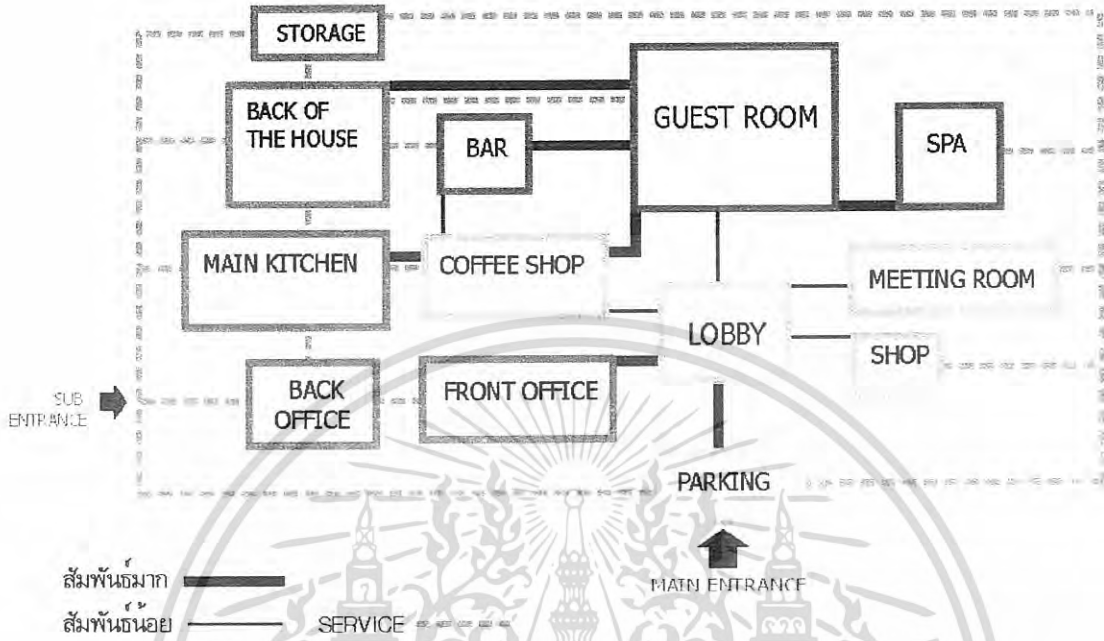 STORAGE
BACK OF
THE HOUSE
BAR
GUEST ROOM
SPA
MAIN KITCHEN
COFFEE SHOP
MEETING ROOM
LOBBY
SHOP
SUB
ENTRANCE
BACK
OFFICE
FRONT OFFICE
PARKING
MAIN ENTRANCE
สัมพันธ์มาก
สัมพันธ์น้อย
SERVICE